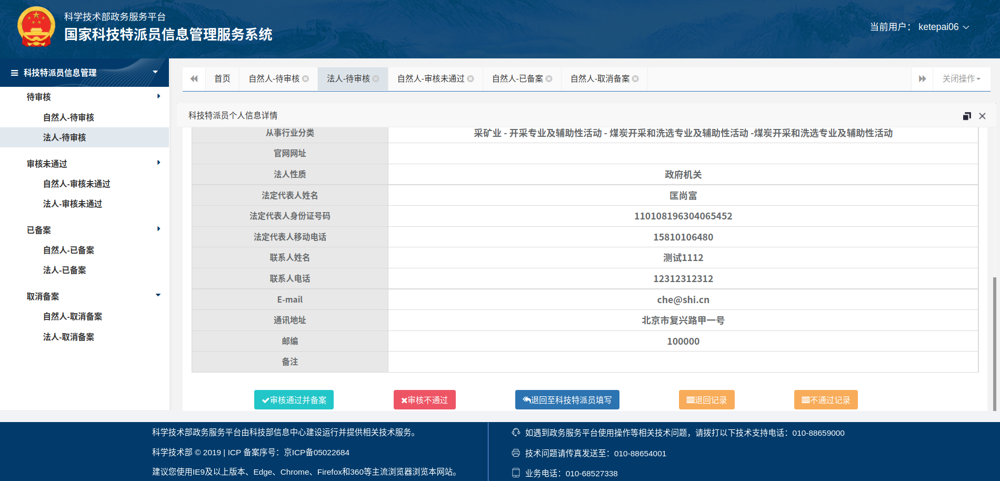 科学技术部政务服务平台
国家科技特派员信息管理服务系统
当前用户： ketepai06
科技特派员信息管理
待审核
自然人-待审核
法人-待审核
审核未通过
自然人-审核未通过
法人-审核未通过
已备案
自然人-已备案
法人-已备案
取消备案
自然人-取消备案
法人-取消备案
首页 自然人-待审核 法人-待审核 自然人-审核未通过 自然人-已备案 自然人-取消备案 关闭操作
科技特派员个人信息详情
从事行业分类 采矿业 - 开采专业及辅助性活动 - 煤炭开采和洗选专业及辅助性活动 -煤炭开采和洗选专业及辅助性活动
官网网址
法人性质 政府机关
法定代表人姓名 匡尚富
法定代表人身份证号码 110108196304065452
法定代表人移动电话 15810106480
联系人姓名 测试1112
联系人电话 12312312312
E-mail che@shi.cn
通讯地址 北京市复兴路甲一号
邮编 100000
备注
审核通过并备案 审核不通过 退回至科技特派员填写 退回记录 不通过记录
科学技术部政务服务平台由科技部信息中心建设运行并提供相关技术服务。
科学技术部 © 2019 | ICP 备案序号：京ICP备05022684
建议您使用IE9及以上版本、Edge、Chrome、Firefox和360等主流浏览器浏览本网站。
如遇到政务服务平台使用操作等相关技术问题，请拨打以下技术支持电话：010-88659000
技术问题请传真发送至：010-88654001
业务电话：010-68527338